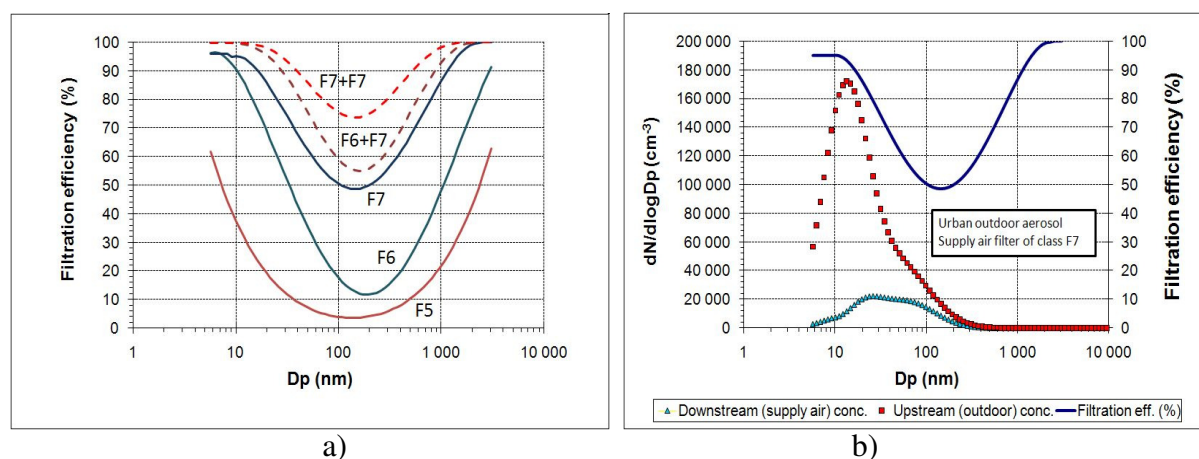 100
90
80
70
60
50
40
30
20
10
0
Filtration efficiency (%)
F7+F7
F6+F7
F7
F6
F5
1 10 100 1 000 10 000
Dp (nm)
a)
200 000
180 000
160 000
140 000
120 000
100 000
80 000
60 000
40 000
20 000
0
dN/dlogDp (cm-3)
100
90
80
70
60
50
40
30
20
10
0
Filtration efficiency (%)
Urban outdoor aerosol
Supply air filter of class F7
1 10 100 1 000 10 000
Dp (nm)
Downstream (supply air) conc. Upstream (outdoor) conc. Filtration eff. (%)
b)